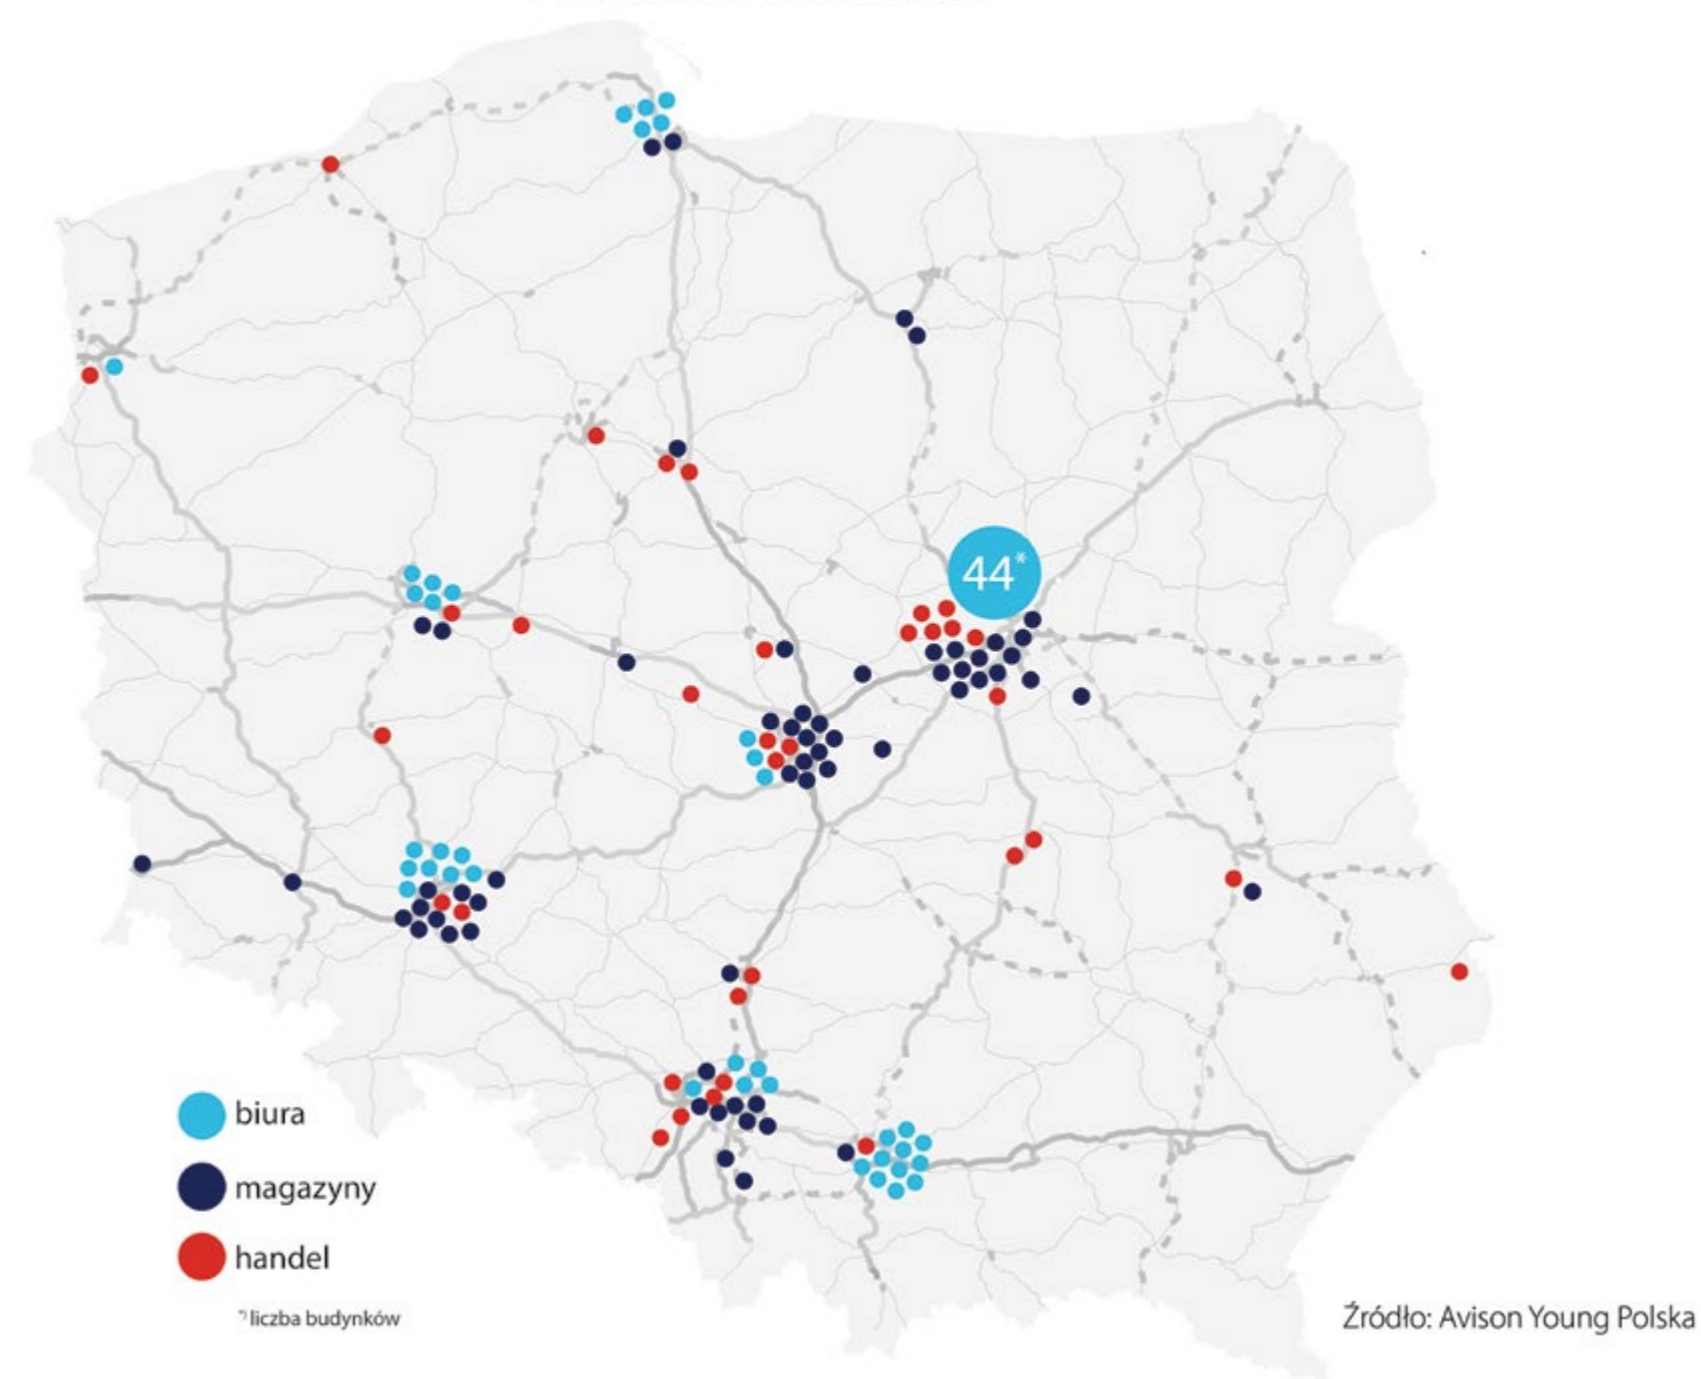 44*
biura
magazyny
handel
*) liczba budynków
Źródło: Avison Young Polska